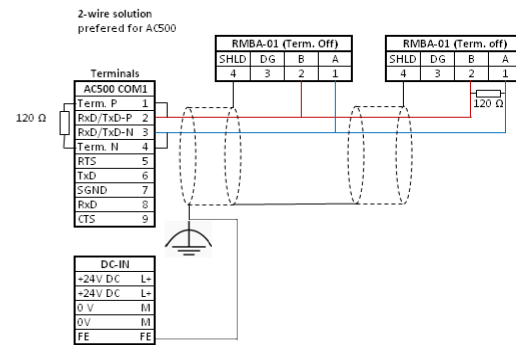 2-wire solution
prefered for AC500
RMBA-01 (Term. Off)
SHLD DG B A
4 3 2 1
RMBA-01 (Term. off)
SHLD DG B A
4 3 2 1
120 Ω
Terminals
AC500 COM1
Term. P 1
RxD/TxD-P 2
RxD/TxD-N 3
Term. N 4
RTS 5
TxD 6
SGND 7
RxD 8
CTS 9
120 Ω
DC-IN
+24V DC L+
+24V DC L+
0 V M
0V M
FE FE